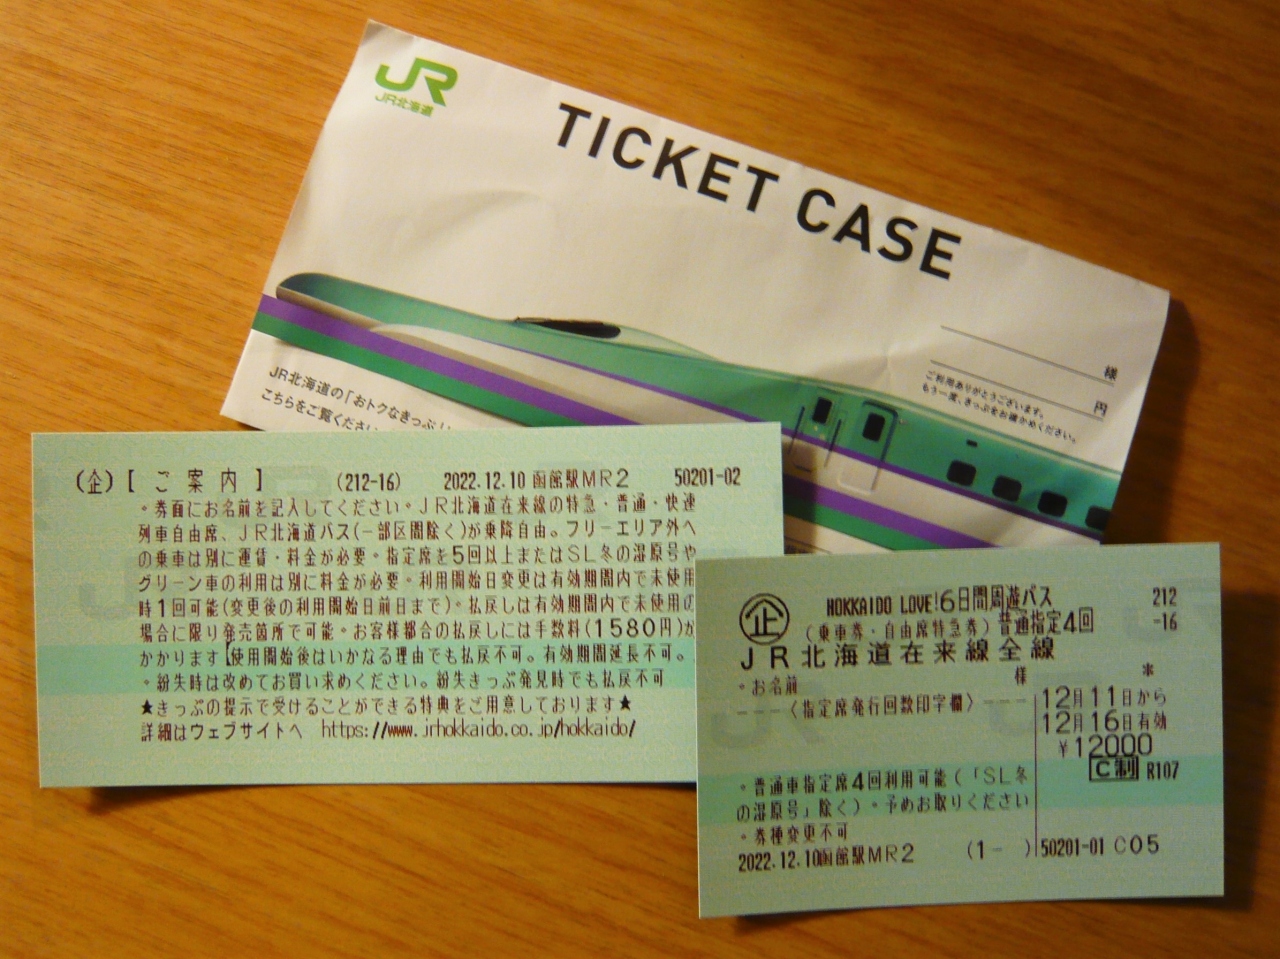 JR
JR北海道
TICKET CASE
様
円
ご利用ありがとうございます。
もう一度、きっぷをお確かめください。
JR北海道の「おトクなきっぷ」
こちらをご覧ください
(企)【 ご 案 内 】 (212-16) 2022.12.10 函館駅MR2 50201-02
・券面にお名前を記入してください。JR北海道在来線の特急・普通・快速
列車自由席、JR北海道バス(一部区間除く)が乗降自由。フリーエリア外へ
の乗車は別に運賃・料金が必要。指定席を5回以上またはSL冬の湿原号や
グリーン車の利用は別に料金が必要。利用開始日変更は有効期間内で未使用
時1回可能(変更後の利用開始日前日まで)。払戻しは有効期間内で未使用の
場合に限り発売箇所で可能。お客様都合の払戻しには手数料(1580円)が
かかります【使用開始後はいかなる理由でも払戻不可。有効期間延長不可。
・紛失時は改めてお買い求めください。紛失きっぷ発見時でも払戻不可
★きっぷの提示で受けることができる特典をご用意しております★
詳細はウェブサイトへ https://www.jrhokkaido.co.jp/hokkaido/
企 HOKKAIDO LOVE!6日間周遊パス 212
(乗車券・自由席特急券) 普通指定4回 -16
JR北海道在来線全線
・お名前 様 *
---〈指定席発行回数印字欄〉---
12月11日から
12月16日有効
¥12000
C制 R107
・普通車指定席4回利用可能(「SL冬
の湿原号」除く)。予めお取りください
・券種変更不可
2022.12.10函館駅MR2 (1- ) 50201-01 C05